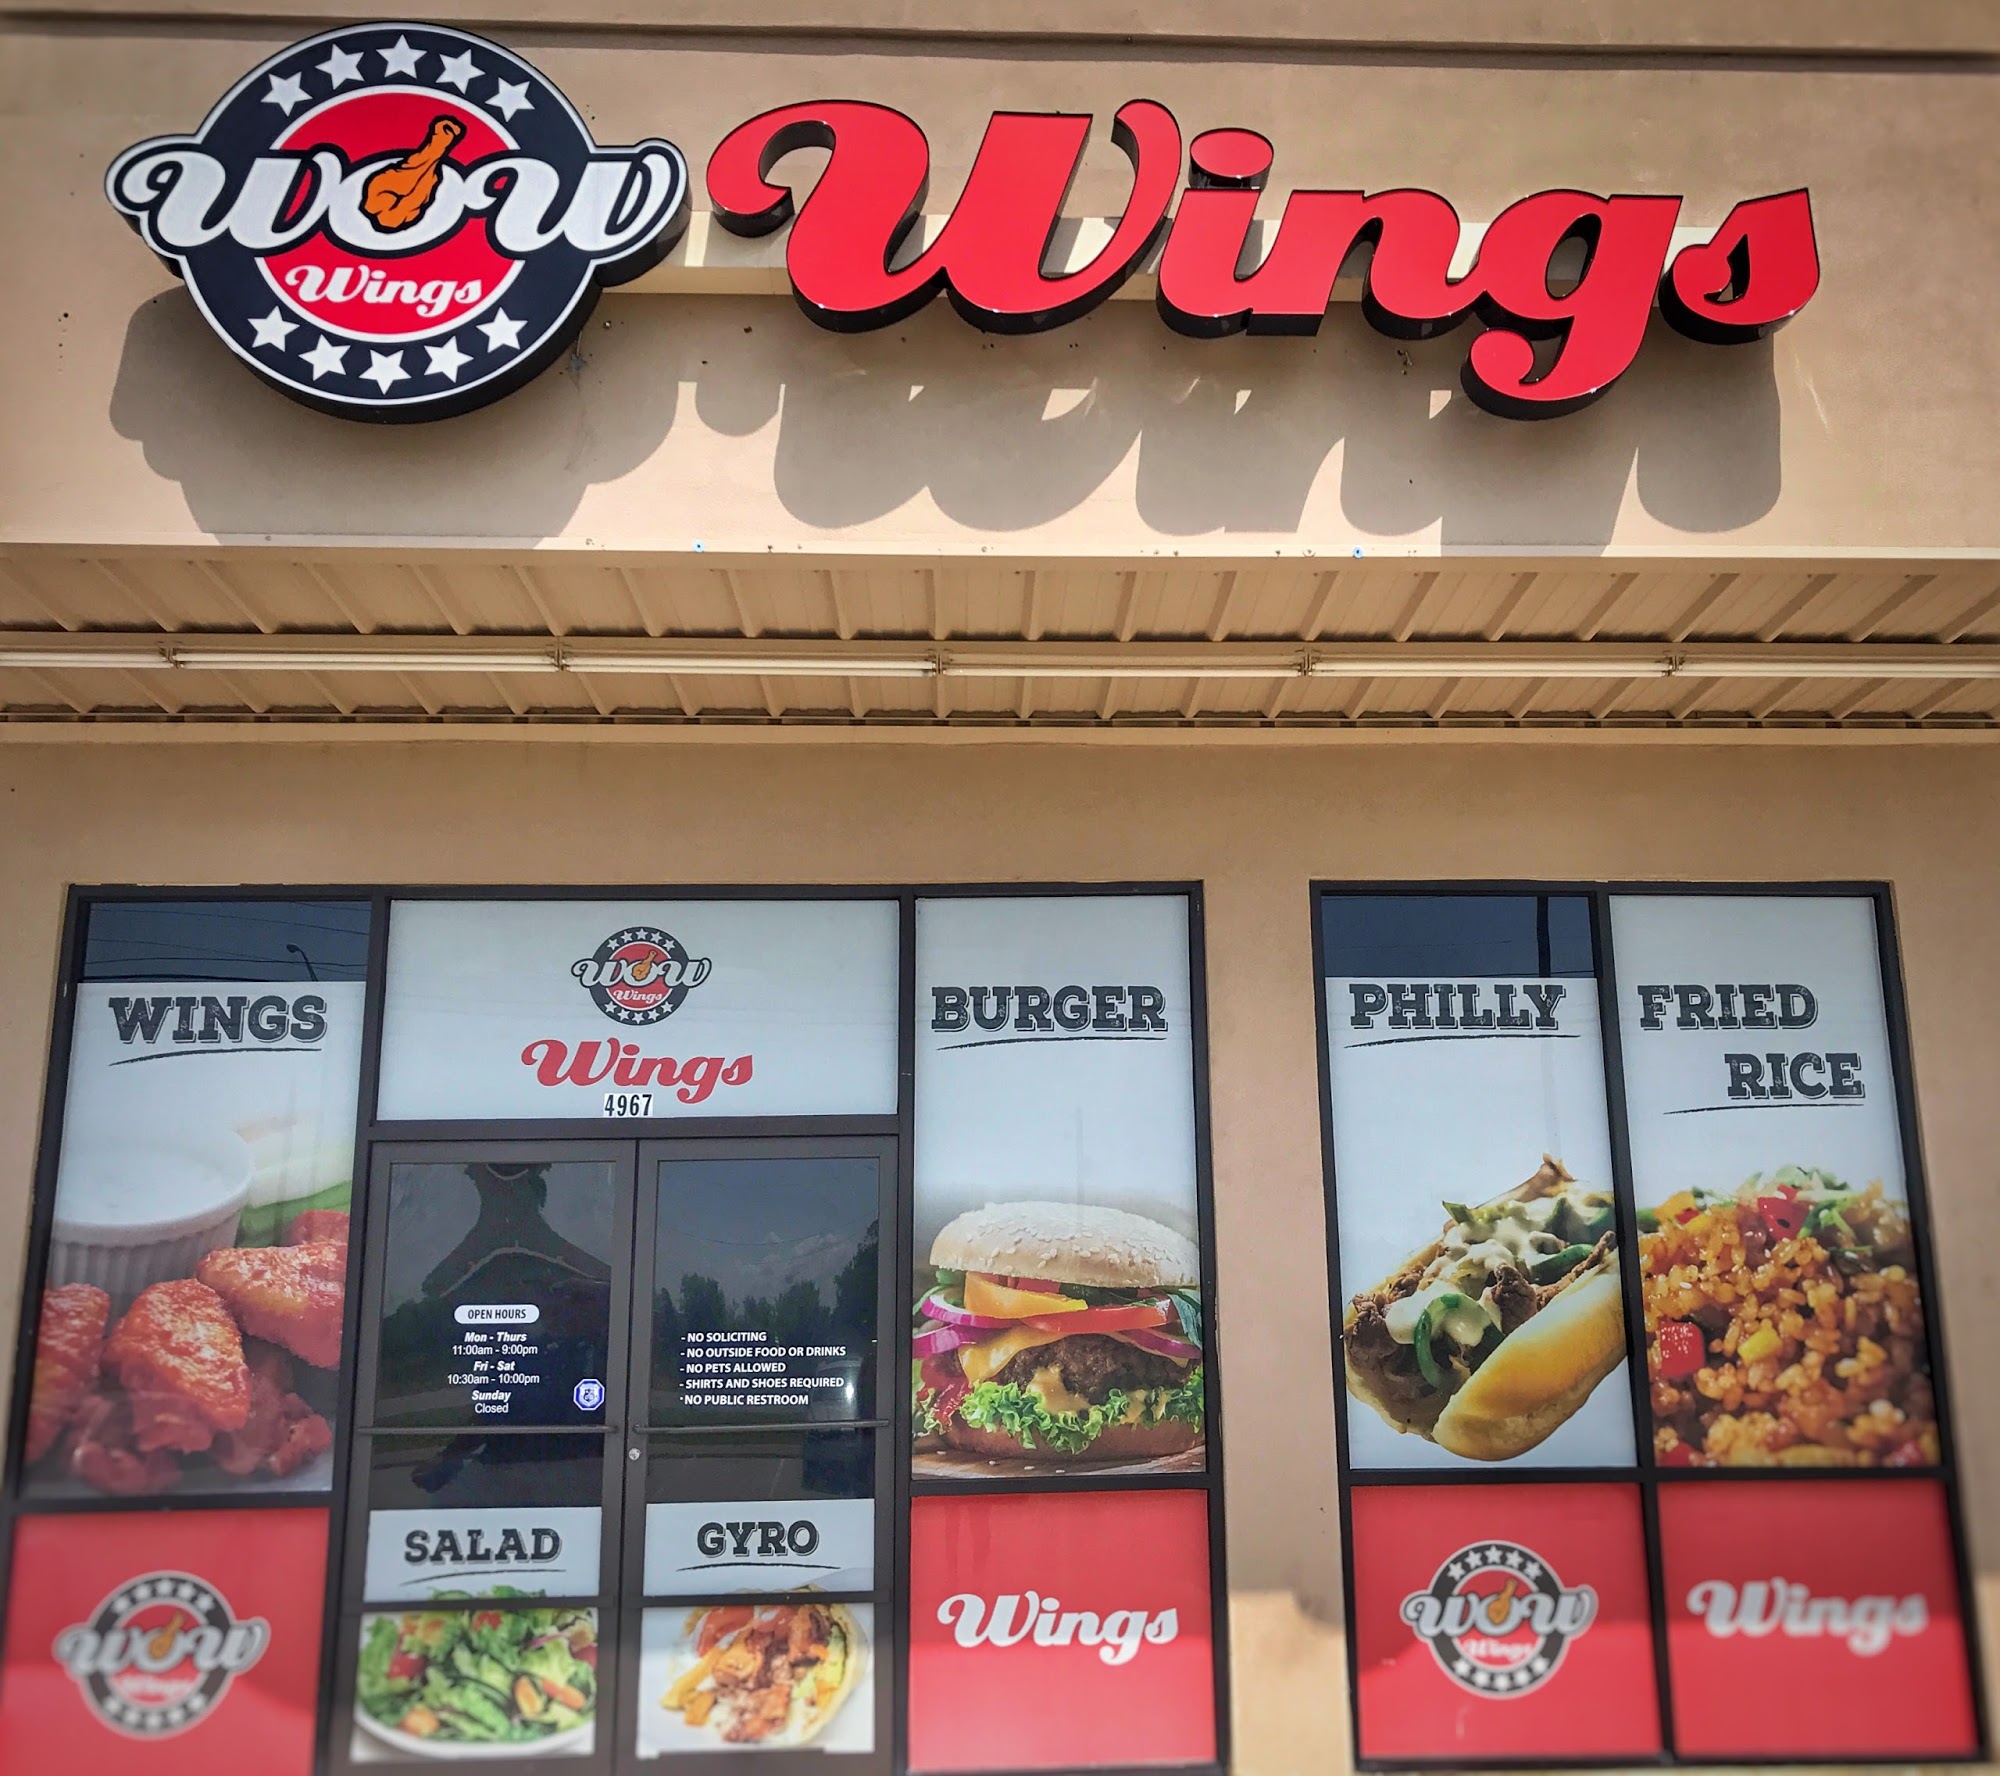 WOW
Wings
Wings
WINGS
WOW
Wings
Wings
4967
BURGER
PHILLY
FRIED
RICE
OPEN HOURS
Mon - Thurs
11:00am - 9:00pm
Fri - Sat
10:30am - 10:00pm
Sunday
Closed
- NO SOLICITING
- NO OUTSIDE FOOD OR DRINKS
- NO PETS ALLOWED
- SHIRTS AND SHOES REQUIRED
- NO PUBLIC RESTROOM
SALAD
GYRO
WOW
Wings
Wings
WOW
Wings
Wings